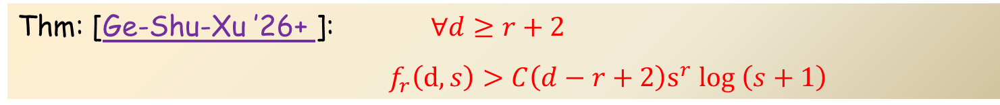 Thm: [Ge-Shu-Xu '26+ ]: ∀d ≥ r + 2
f_r(d, s) > C(d − r + 2)s^r log (s + 1)